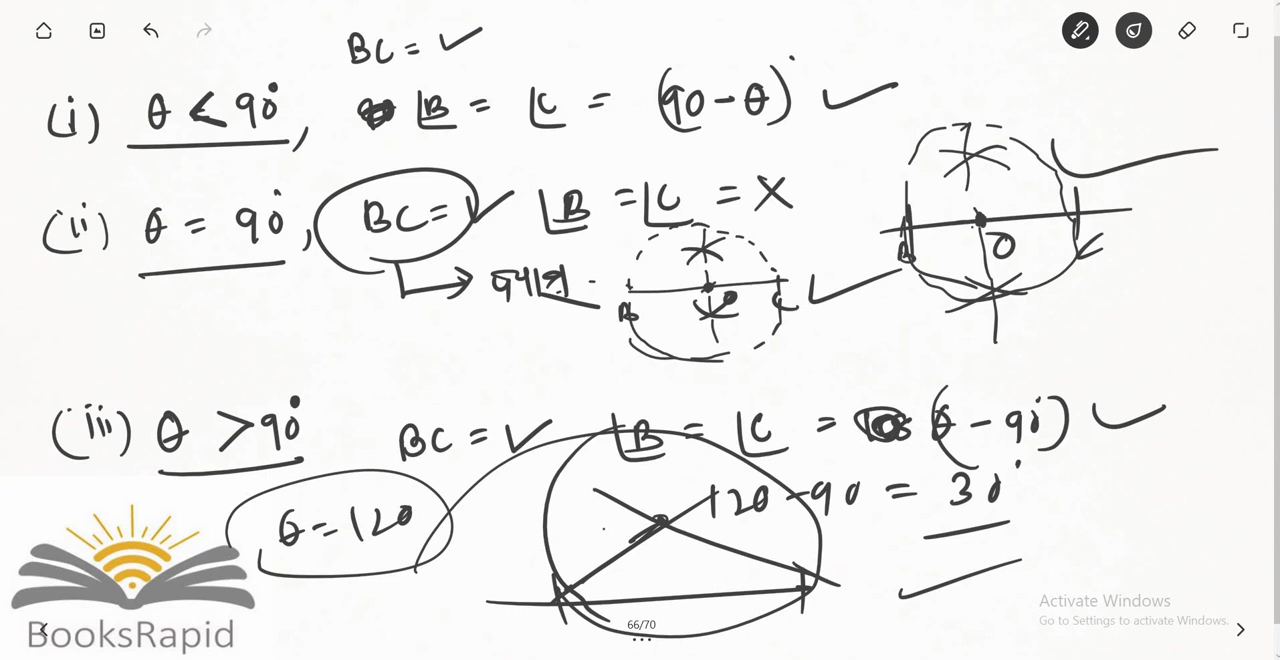 BC = ✓
(i) θ < 90°, ∠B = ∠C = (90 - θ)° ✓
(ii) θ = 90°, BC = ✓ ∠B = ∠C = X
B O C
B O C
(iii) θ > 90° BC = ✓ ∠B = ∠C = (θ - 90°) ✓
θ = 120
120 - 90 = 30°
BooksRapid
66/70
Activate Windows
Go to Settings to activate Windows.